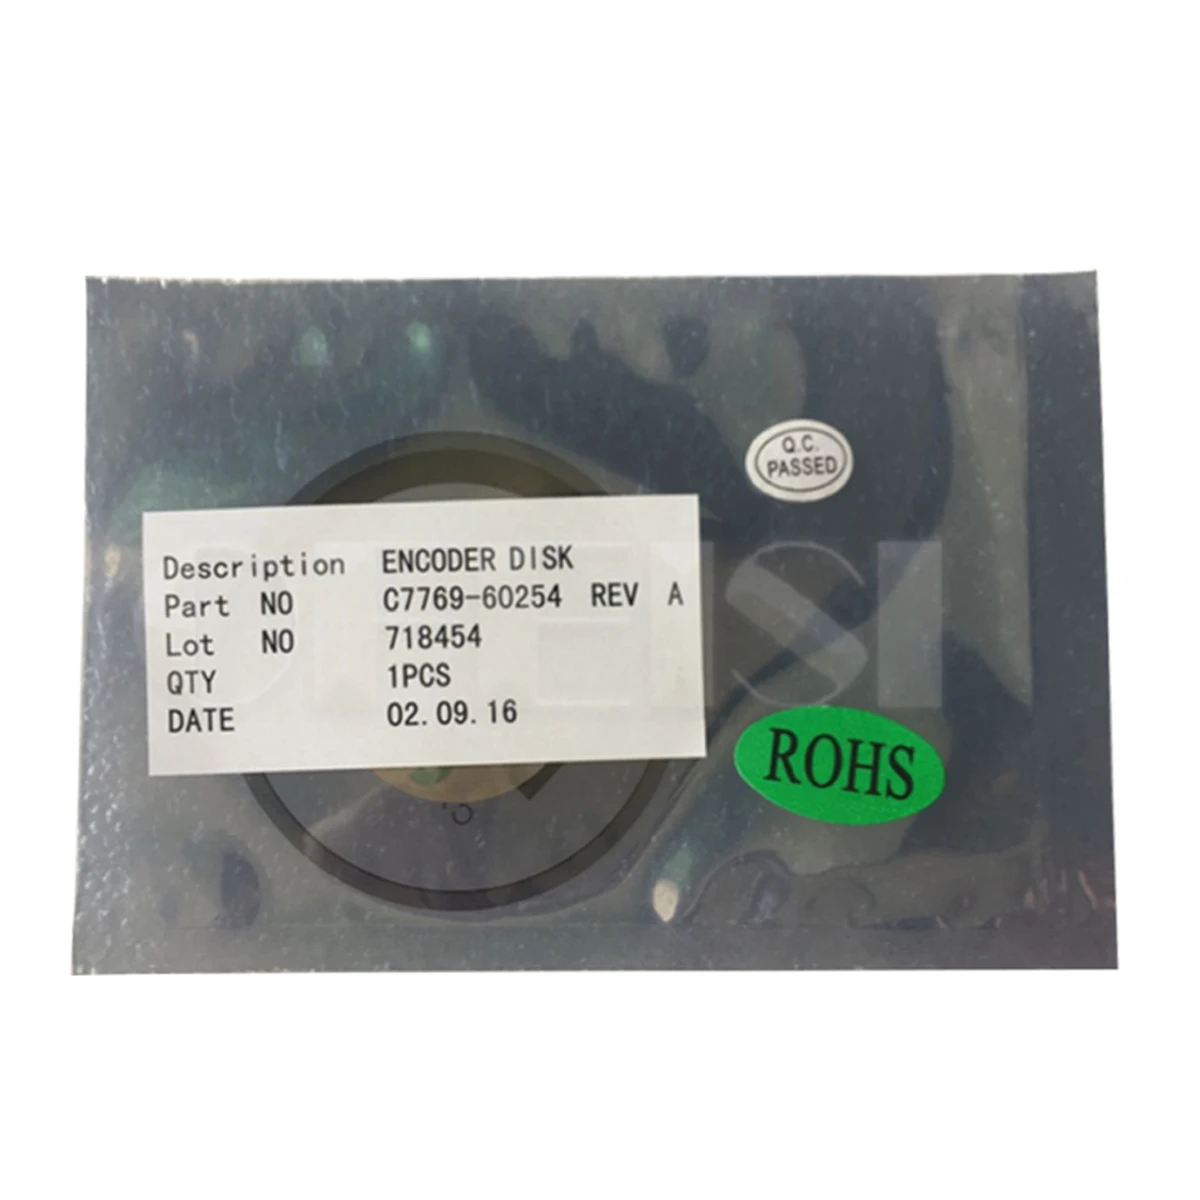 Q.C.
PASSED
Description ENCODER DISK
Part NO C7769-60254 REV A
Lot NO 718454
QTY 1PCS
DATE 02.09.16
ROHS